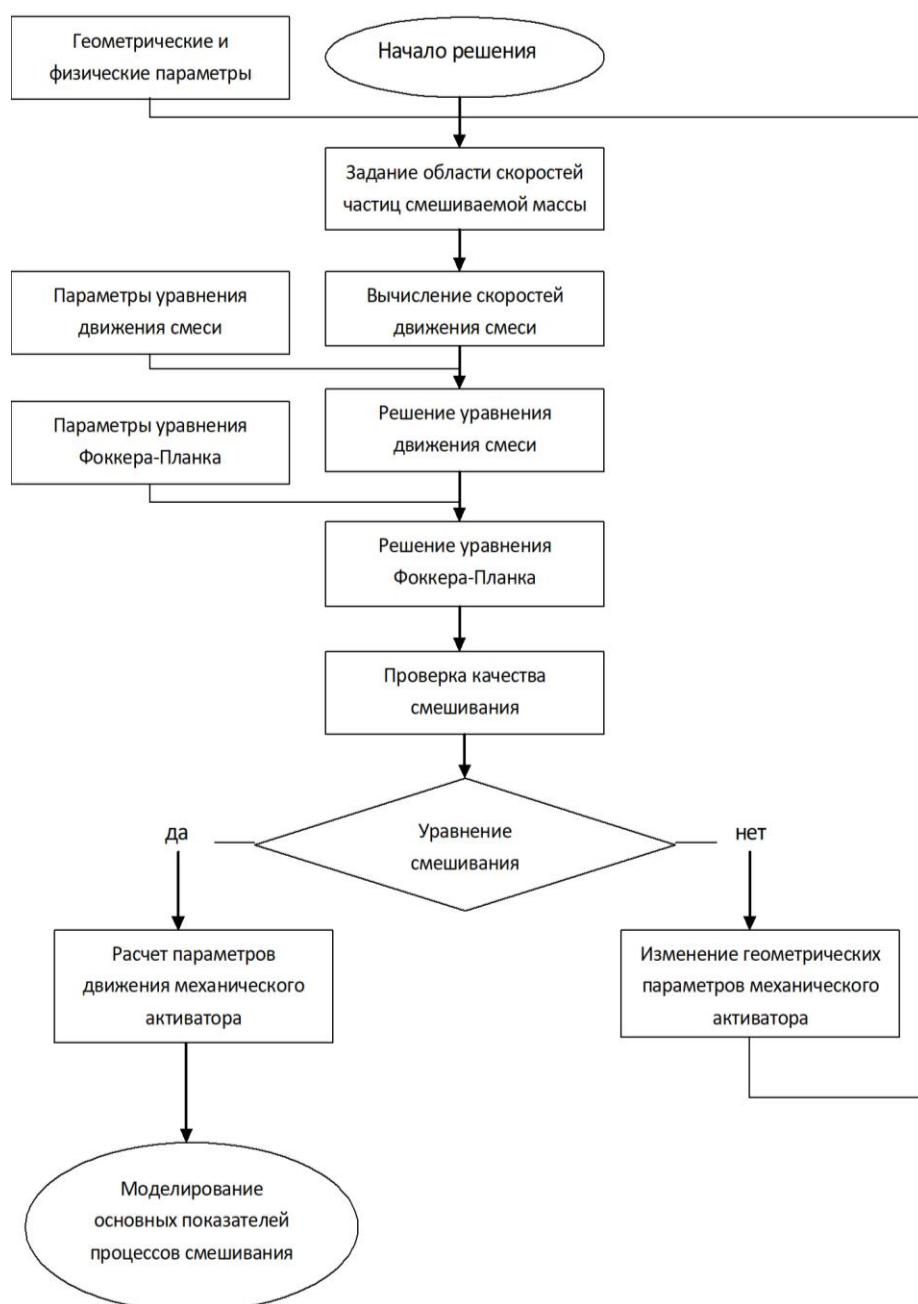 Геометрические и
физические параметры
Начало решения
Задание области скоростей
частиц смешиваемой массы
Параметры уравнения
движения смеси
Вычисление скоростей
движения смеси
Параметры уравнения
Фоккера-Планка
Решение уравнения
движения смеси
Решение уравнения
Фоккера-Планка
Проверка качества
смешивания
Уравнение
смешивания
да
нет
Расчет параметров
движения механического
активатора
Изменение геометрических
параметров механического
активатора
Моделирование
основных показателей
процессов смешивания